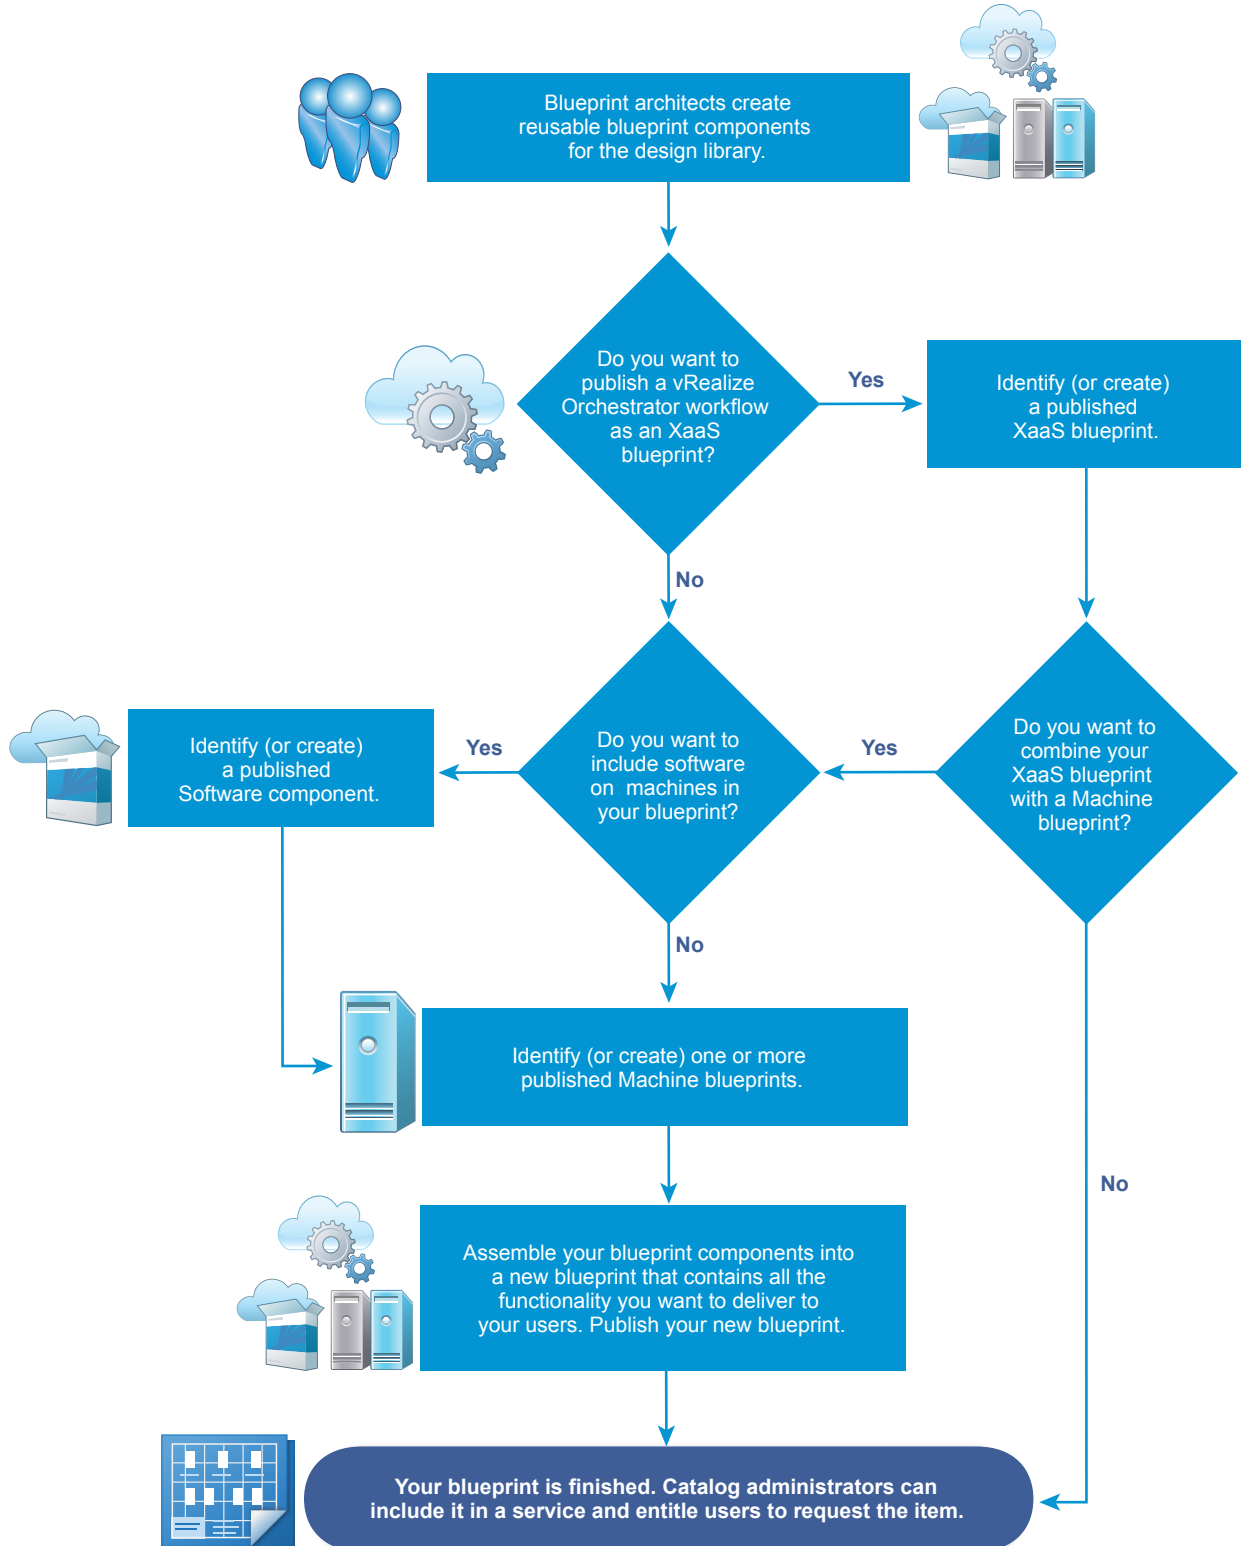 Blueprint architects create
reusable blueprint components
for the design library.
Do you want to
publish a vRealize
Orchestrator workflow
as an XaaS
blueprint?
Yes
Identify (or create)
a published
XaaS blueprint.
No
Identify (or create)
a published
Software component.
Yes
Do you want to
include software
on machines in
your blueprint?
Yes
Do you want to
combine your
XaaS blueprint
with a Machine
blueprint?
No
Identify (or create) one or more
published Machine blueprints.
No
Assemble your blueprint components into
a new blueprint that contains all the
functionality you want to deliver to
your users. Publish your new blueprint.
Your blueprint is finished. Catalog administrators can
include it in a service and entitle users to request the item.